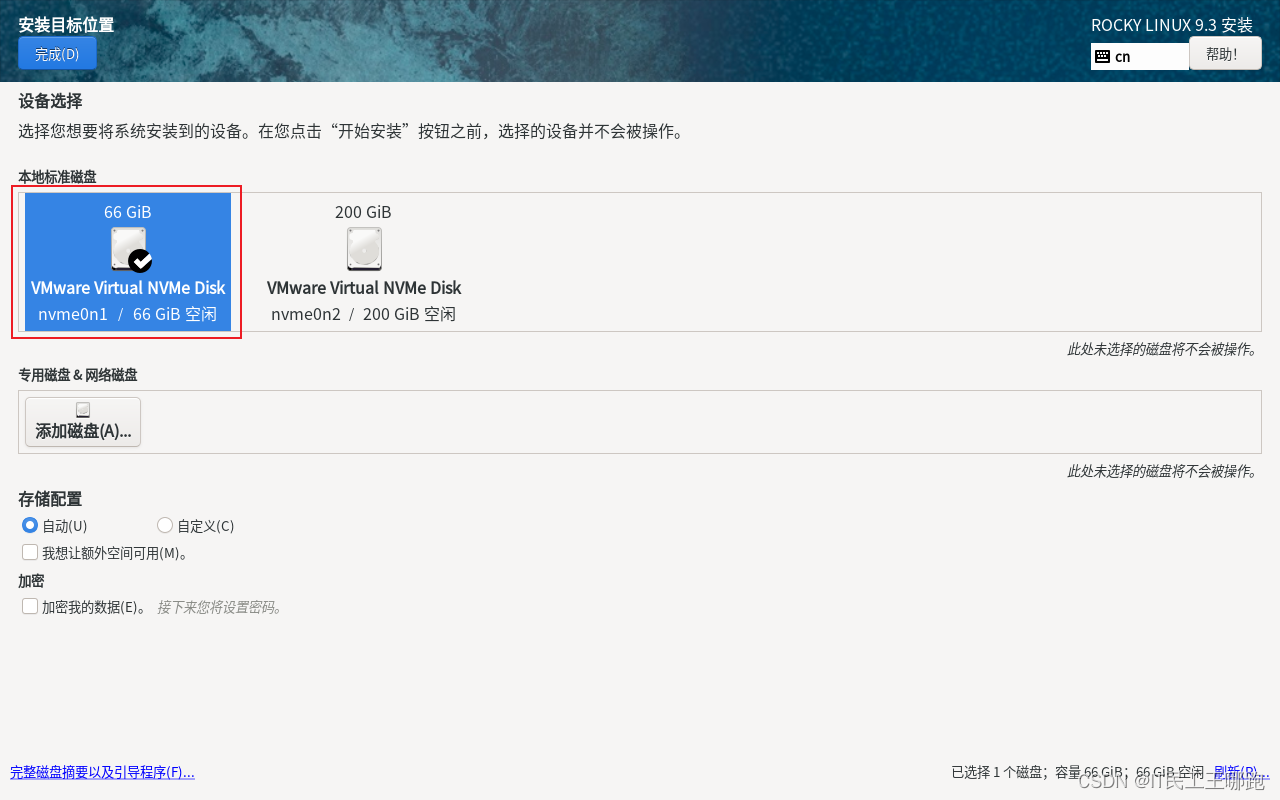 安装目标位置
ROCKY LINUX 9.3 安装
完成(D)
cn
帮助!
设备选择
选择您想要将系统安装到的设备。在您点击“开始安装”按钮之前，选择的设备并不会被操作。
本地标准磁盘
66 GiB
200 GiB
VMware Virtual NVMe Disk
VMware Virtual NVMe Disk
nvme0n1 / 66 GiB 空闲
nvme0n2 / 200 GiB 空闲
此处未选择的磁盘将不会被操作。
专用磁盘 & 网络磁盘
添加磁盘(A)...
此处未选择的磁盘将不会被操作。
存储配置
自动(U)
自定义(C)
我想让额外空间可用(M)。
加密
加密我的数据(E)。 接下来您将设置密码。
完整磁盘摘要以及引导程序(F)...
已选择 1 个磁盘；容量 66 GiB；66 GiB 空闲 刷新(R)...
CSDN @IT民工王哪跑